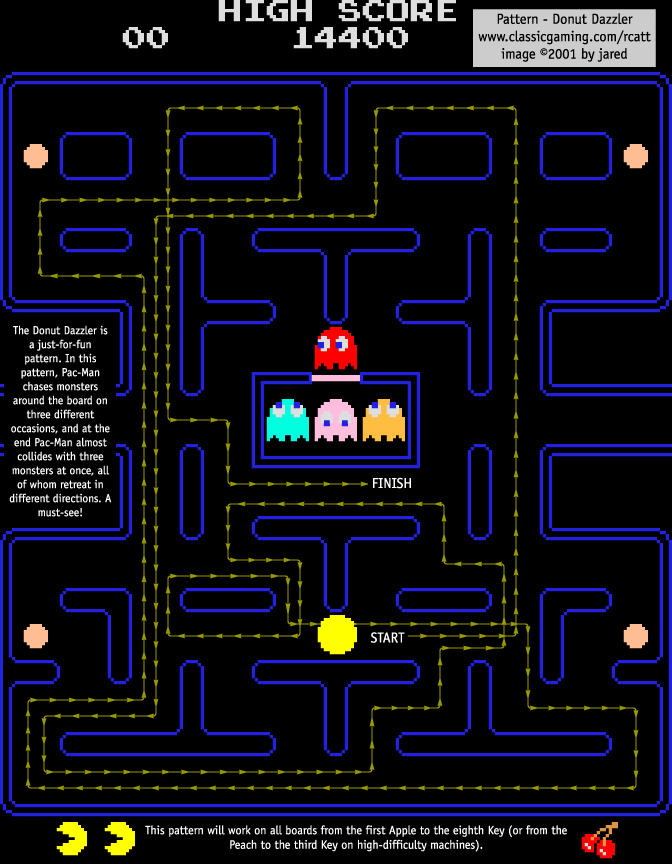 HIGH SCORE
00 14400
Pattern - Donut Dazzler
www.classicgaming.com/rcatt
image ©2001 by jared
The Donut Dazzler is
a just-for-fun
pattern. In this
pattern, Pac-Man
chases monsters
around the board on
three different
occasions, and at the
end Pac-Man almost
collides with three
monsters at once, all
of whom retreat in
different directions. A
must-see!
FINISH
START
This pattern will work on all boards from the first Apple to the eighth Key (or from the
Peach to the third Key on high-difficulty machines).